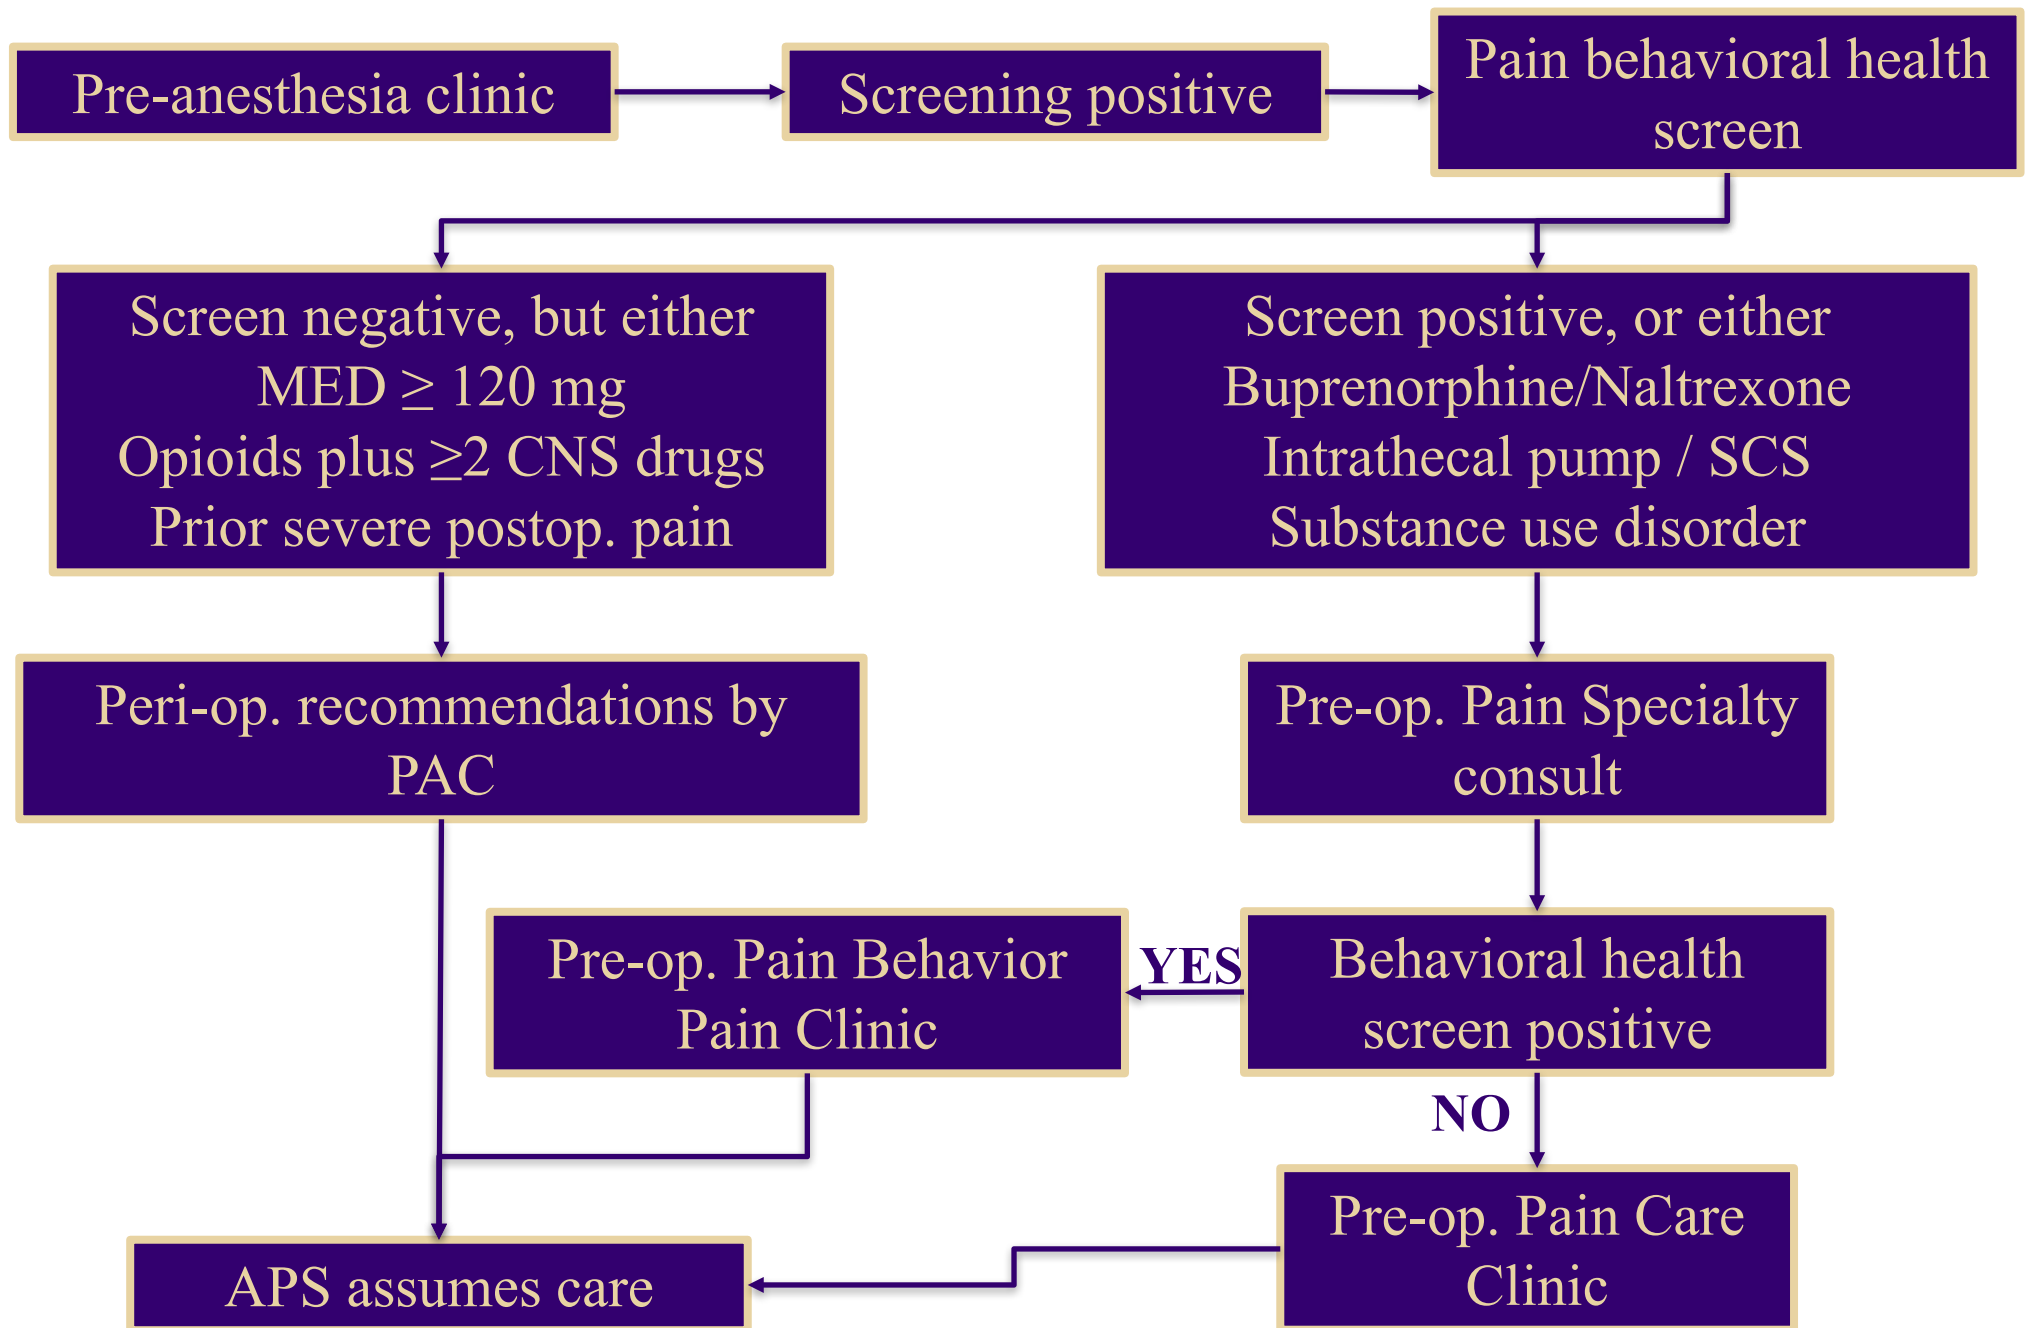 Pre-anesthesia clinic
Screening positive
Pain behavioral health
screen
Screen negative, but either
MED ≥ 120 mg
Opioids plus ≥2 CNS drugs
Prior severe postop. pain
Screen positive, or either
Buprenorphine/Naltrexone
Intrathecal pump / SCS
Substance use disorder
Peri-op. recommendations by
PAC
Pre-op. Pain Specialty
consult
Pre-op. Pain Behavior
Pain Clinic
YES
Behavioral health
screen positive
NO
Pre-op. Pain Care
Clinic
APS assumes care